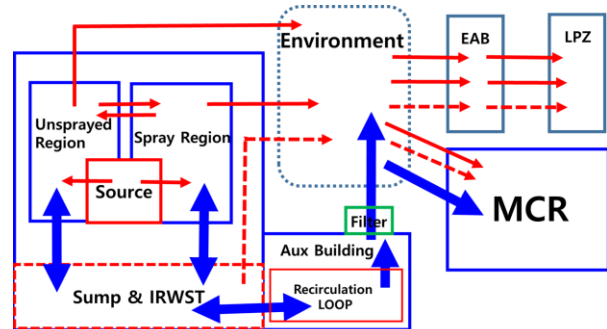 Environment
EAB
LPZ
Unsprayed
Region
Spray Region
Source
MCR
Filter
Aux Building
Sump & IRWST
Recirculation
LOOP